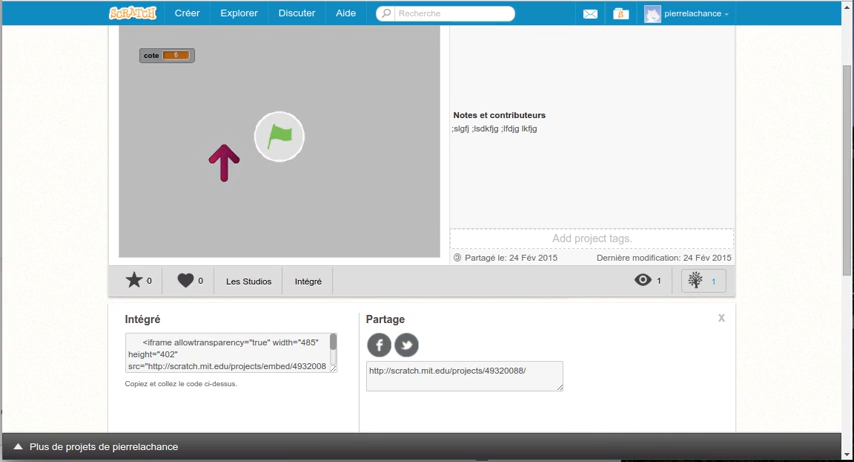 SCRATCH Créer Explorer Discuter Aide Recherche pierrelachance
cote 5
Notes et contributeurs
;slgfj ;lsdkfjg ;lfdjg lkfjg
Add project tags.
Partagé le: 24 Fév 2015 Dernière modification: 24 Fév 2015
0 0 Les Studios Intégré 1 1
Intégré
<iframe allowtransparency="true" width="485"
height="402"
src="http://scratch.mit.edu/projects/embed/4932008
Copiez et collez le code ci-dessus.
Partage X
http://scratch.mit.edu/projects/49320088/
Plus de projets de pierrelachance